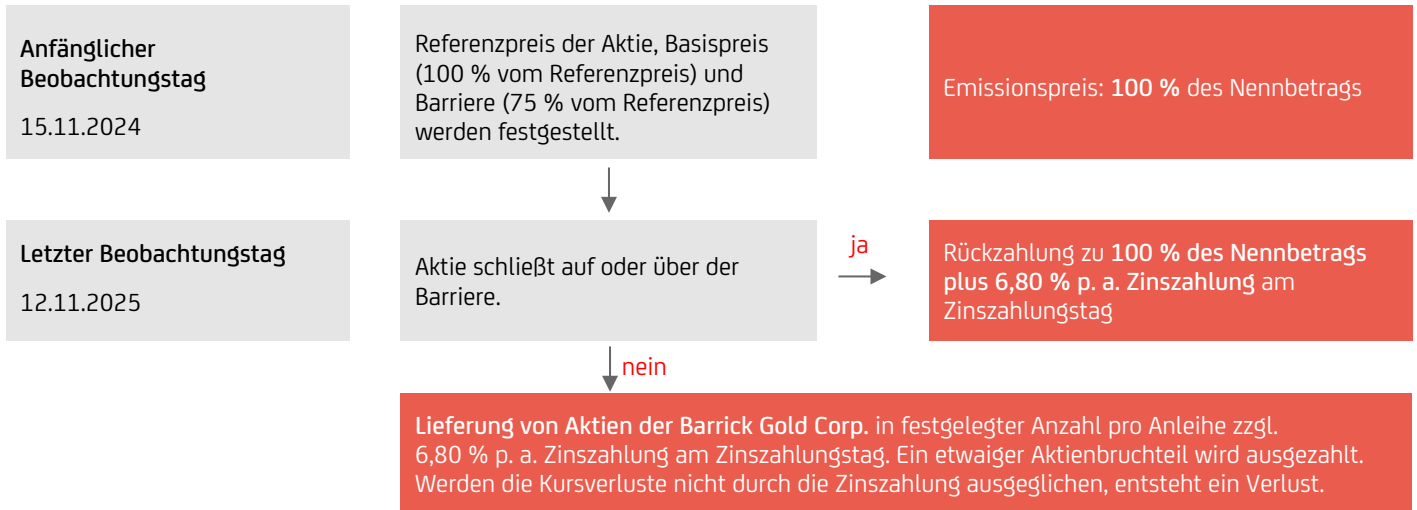 Anfänglicher
Beobachtungstag
15.11.2024
Referenzpreis der Aktie, Basispreis
(100 % vom Referenzpreis) und
Barriere (75 % vom Referenzpreis)
werden festgestellt.
Emissionspreis: 100 % des Nennbetrags
Letzter Beobachtungstag
12.11.2025
Aktie schließt auf oder über der
Barriere.
ja
Rückzahlung zu 100 % des Nennbetrags
plus 6,80 % p. a. Zinszahlung am
Zinszahlungstag
nein
Lieferung von Aktien der Barrick Gold Corp. in festgelegter Anzahl pro Anleihe zzgl.
6,80 % p. a. Zinszahlung am Zinszahlungstag. Ein etwaiger Aktienbruchteil wird ausgezahlt.
Werden die Kursverluste nicht durch die Zinszahlung ausgeglichen, entsteht ein Verlust.